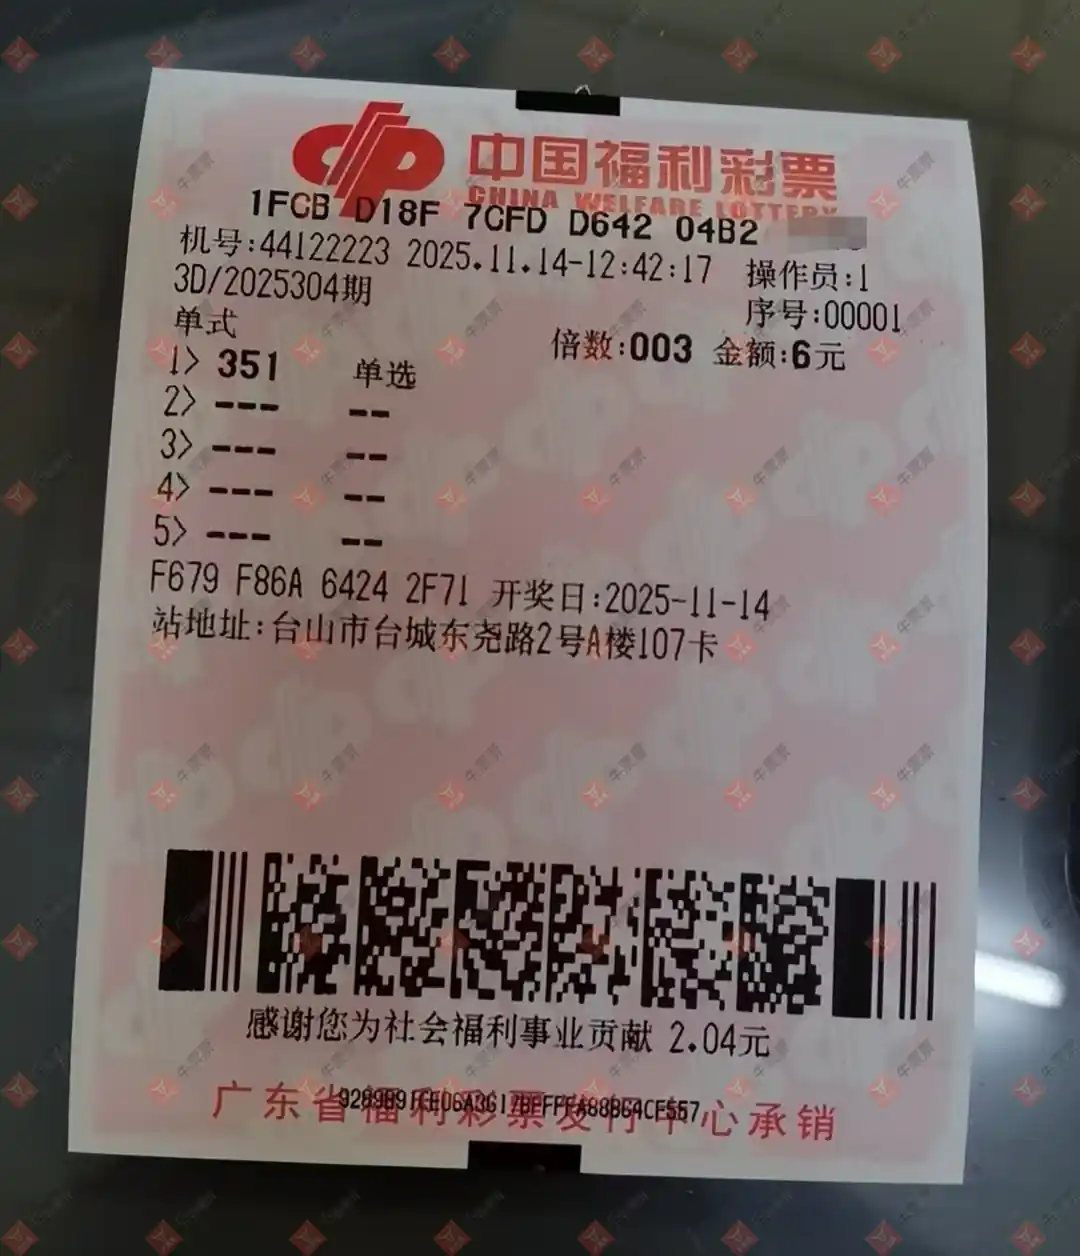 中国福利彩票
CHINA WELFARE LOTTERY
1FCB D18F 7CFD D642 04B2
机号:44122223 2025.11.14-12:42:17 操作员:1
3D/2025304期 序号:00001
单式 倍数:003 金额:6元
1> 351 单选
2> --- --
3> --- --
4> --- --
5> --- --
F679 F86A 6424 2F71 开奖日:2025-11-14
站地址:台山市台城东尧路2号A楼107卡
感谢您为社会福利事业贡献 2.04元
广东省福利彩票发行中心承销